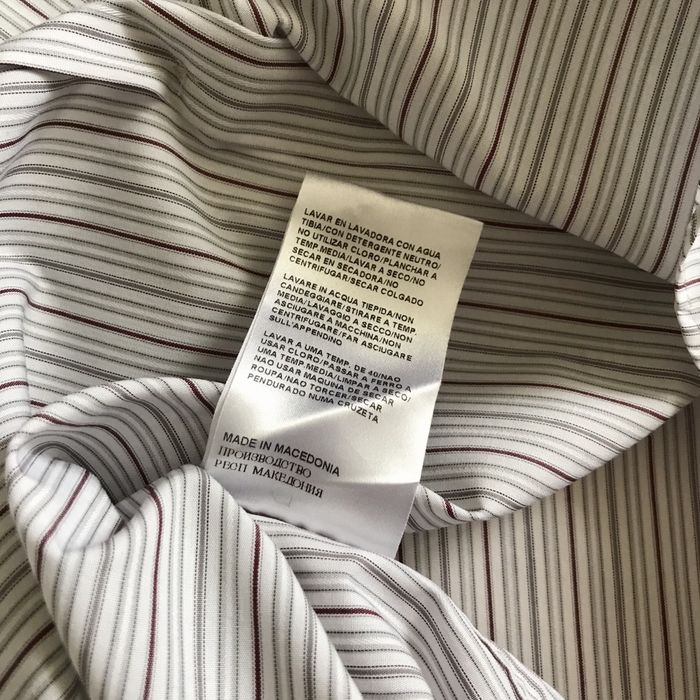 LAVAR EN LAVADORA CON AGUA
TIBIA/CON DETERGENTE NEUTRO/
NO UTILIZAR CLORO/PLANCHAR A
TEMP.MEDIA/LAVAR A SECO/NO
SECAR EN SECADORA/NO
CENTRIFUGAR/SECAR COLGADO
LAVARE IN ACQUA TIEPIDA/NON
CANDEGGIARE/STIRARE A TEMP.
MEDIA/LAVAGGIO A SECCO/NON
ASCIUGARE A MACCHINA/NON
CENTRIFUGARE/FAR ASCIUGARE
SULL'APPENDINO
LAVAR A UMA TEMP. DE 40/NAO
USAR CLORO/PASSAR A FERRO A
UMA TEMP.MEDIA/LIMPAR A SECO/
NAO USAR MAQUINA DE SECAR
ROUPA/NAO TORCER/SECAR
PENDURADO NUMA CRUZETA
MADE IN MACEDONIA
ПРОИЗВОДСТВО
РЕСП МАКЕДОНИЯ